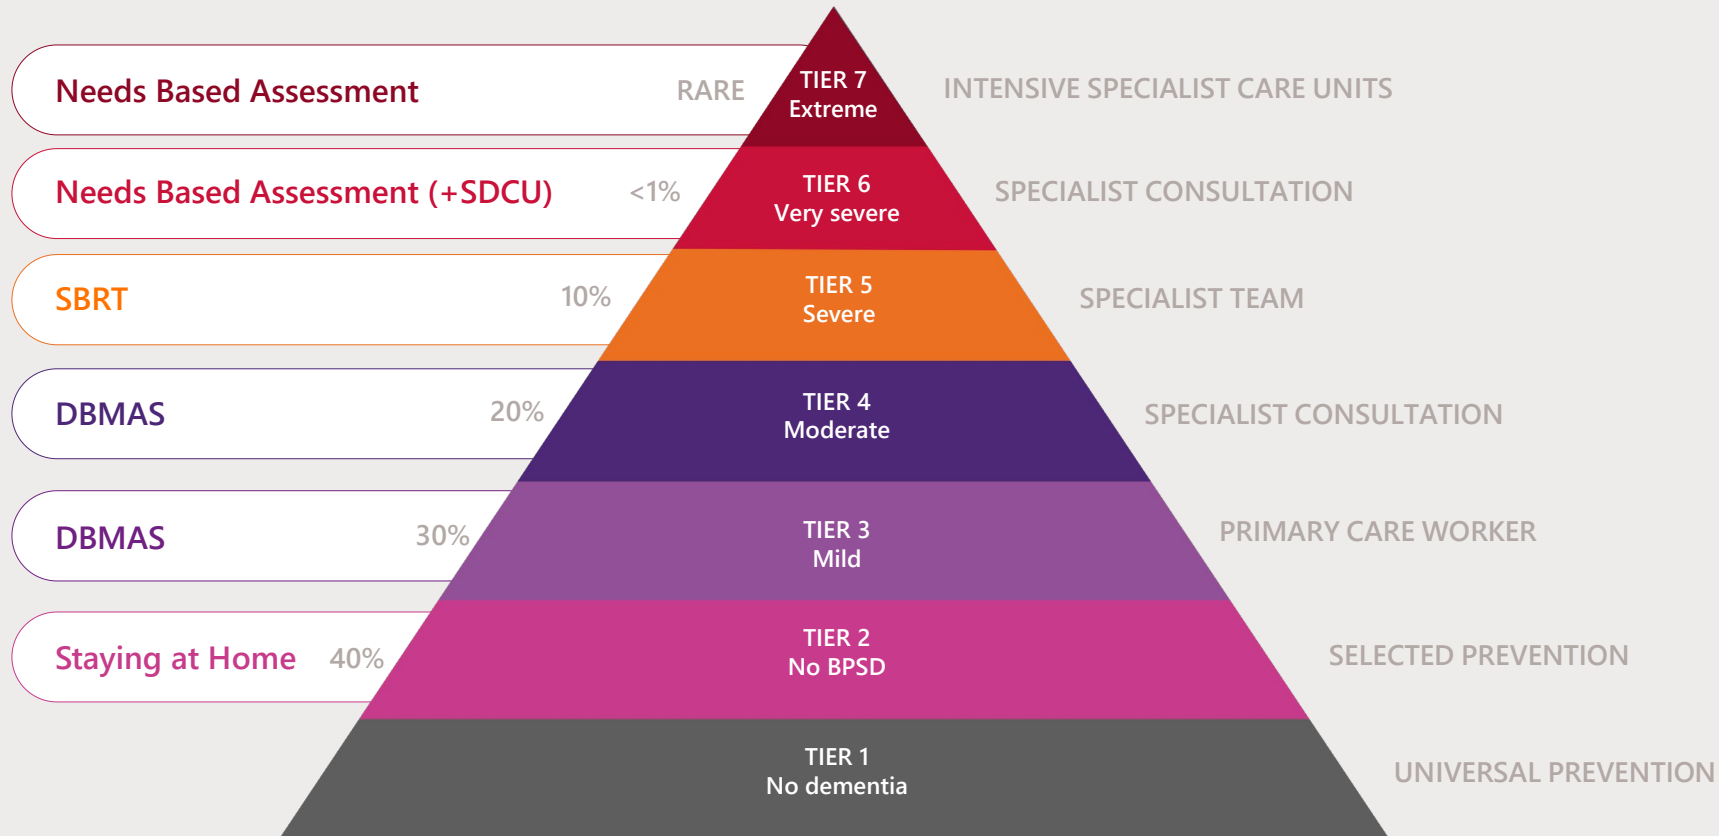 Needs Based Assessment RARE
TIER 7
Extreme
INTENSIVE SPECIALIST CARE UNITS
Needs Based Assessment (+SDCU) <1%
TIER 6
Very severe
SPECIALIST CONSULTATION
SBRT 10%
TIER 5
Severe
SPECIALIST TEAM
DBMAS 20%
TIER 4
Moderate
SPECIALIST CONSULTATION
DBMAS 30%
TIER 3
Mild
PRIMARY CARE WORKER
Staying at Home 40%
TIER 2
No BPSD
SELECTED PREVENTION
TIER 1
No dementia
UNIVERSAL PREVENTION